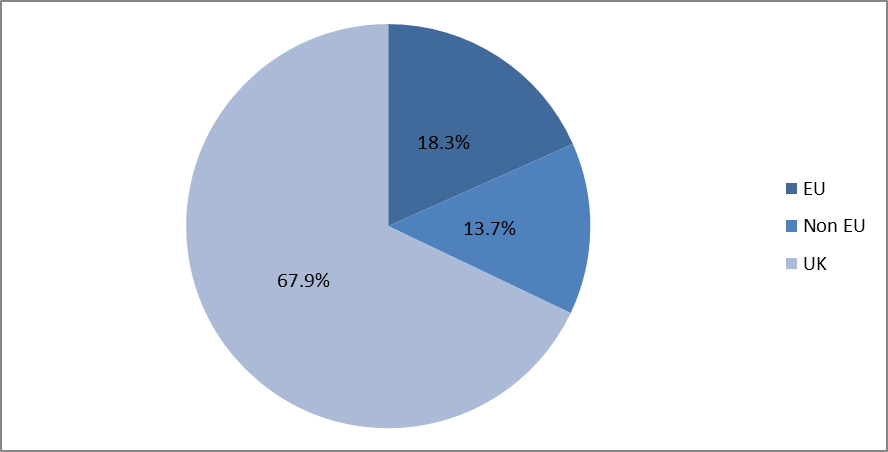 18.3%
13.7%
67.9%
EU
Non EU
UK